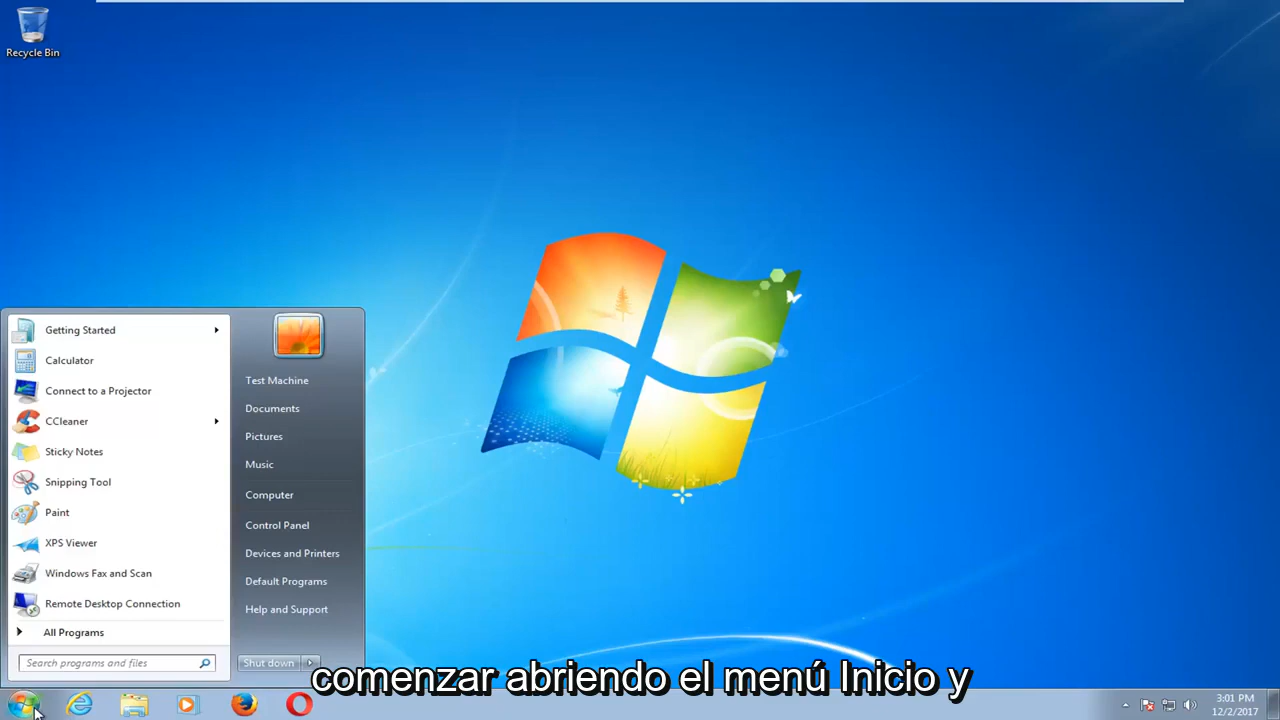 Recycle Bin
Getting Started
Calculator
Connect to a Projector
CCleaner
Sticky Notes
Snipping Tool
Paint
XPS Viewer
Windows Fax and Scan
Remote Desktop Connection
All Programs
Search programs and files
Test Machine
Documents
Pictures
Music
Computer
Control Panel
Devices and Printers
Default Programs
Help and Support
Shut down
comenzar abriendo el menú Inicio y
3:01 PM
12/2/2017